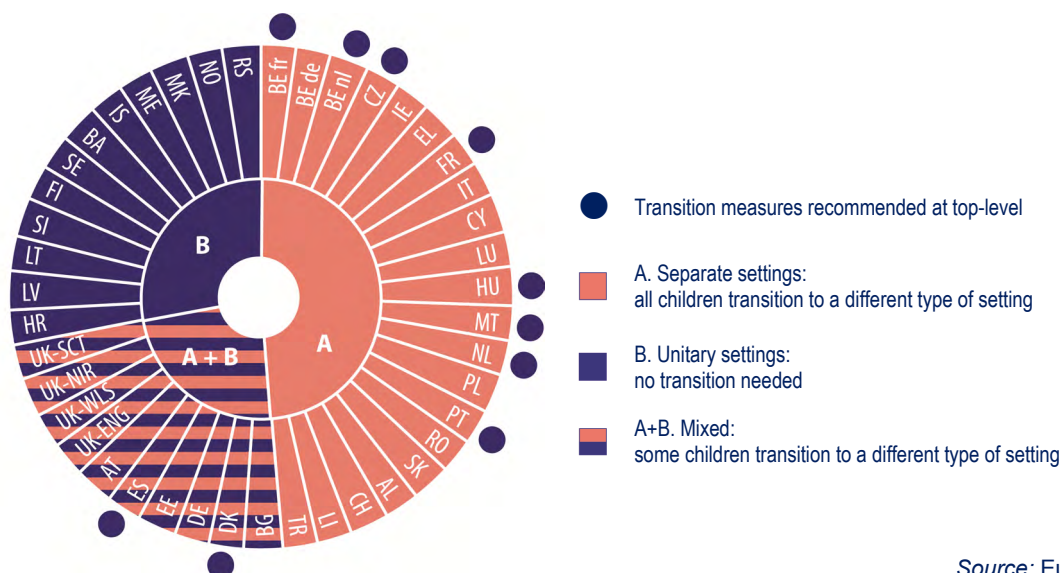 BE fr
BE de
BE nl
CZ
IE
EL
FR
IT
CY
LU
HU
MT
NL
PL
PT
RO
SK
AL
CH
LI
TR
BG
DK
DE
EE
ES
AT
UK-ENG
UK-WLS
UK-NIR
UK-SCT
HR
LV
LT
SI
FI
SE
BA
IS
ME
MK
NO
RS
B
A
A + B
Transition measures recommended at top-level
A. Separate settings:
all children transition to a different type of setting
B. Unitary settings:
no transition needed
A+B. Mixed:
some children transition to a different type of setting
Source: